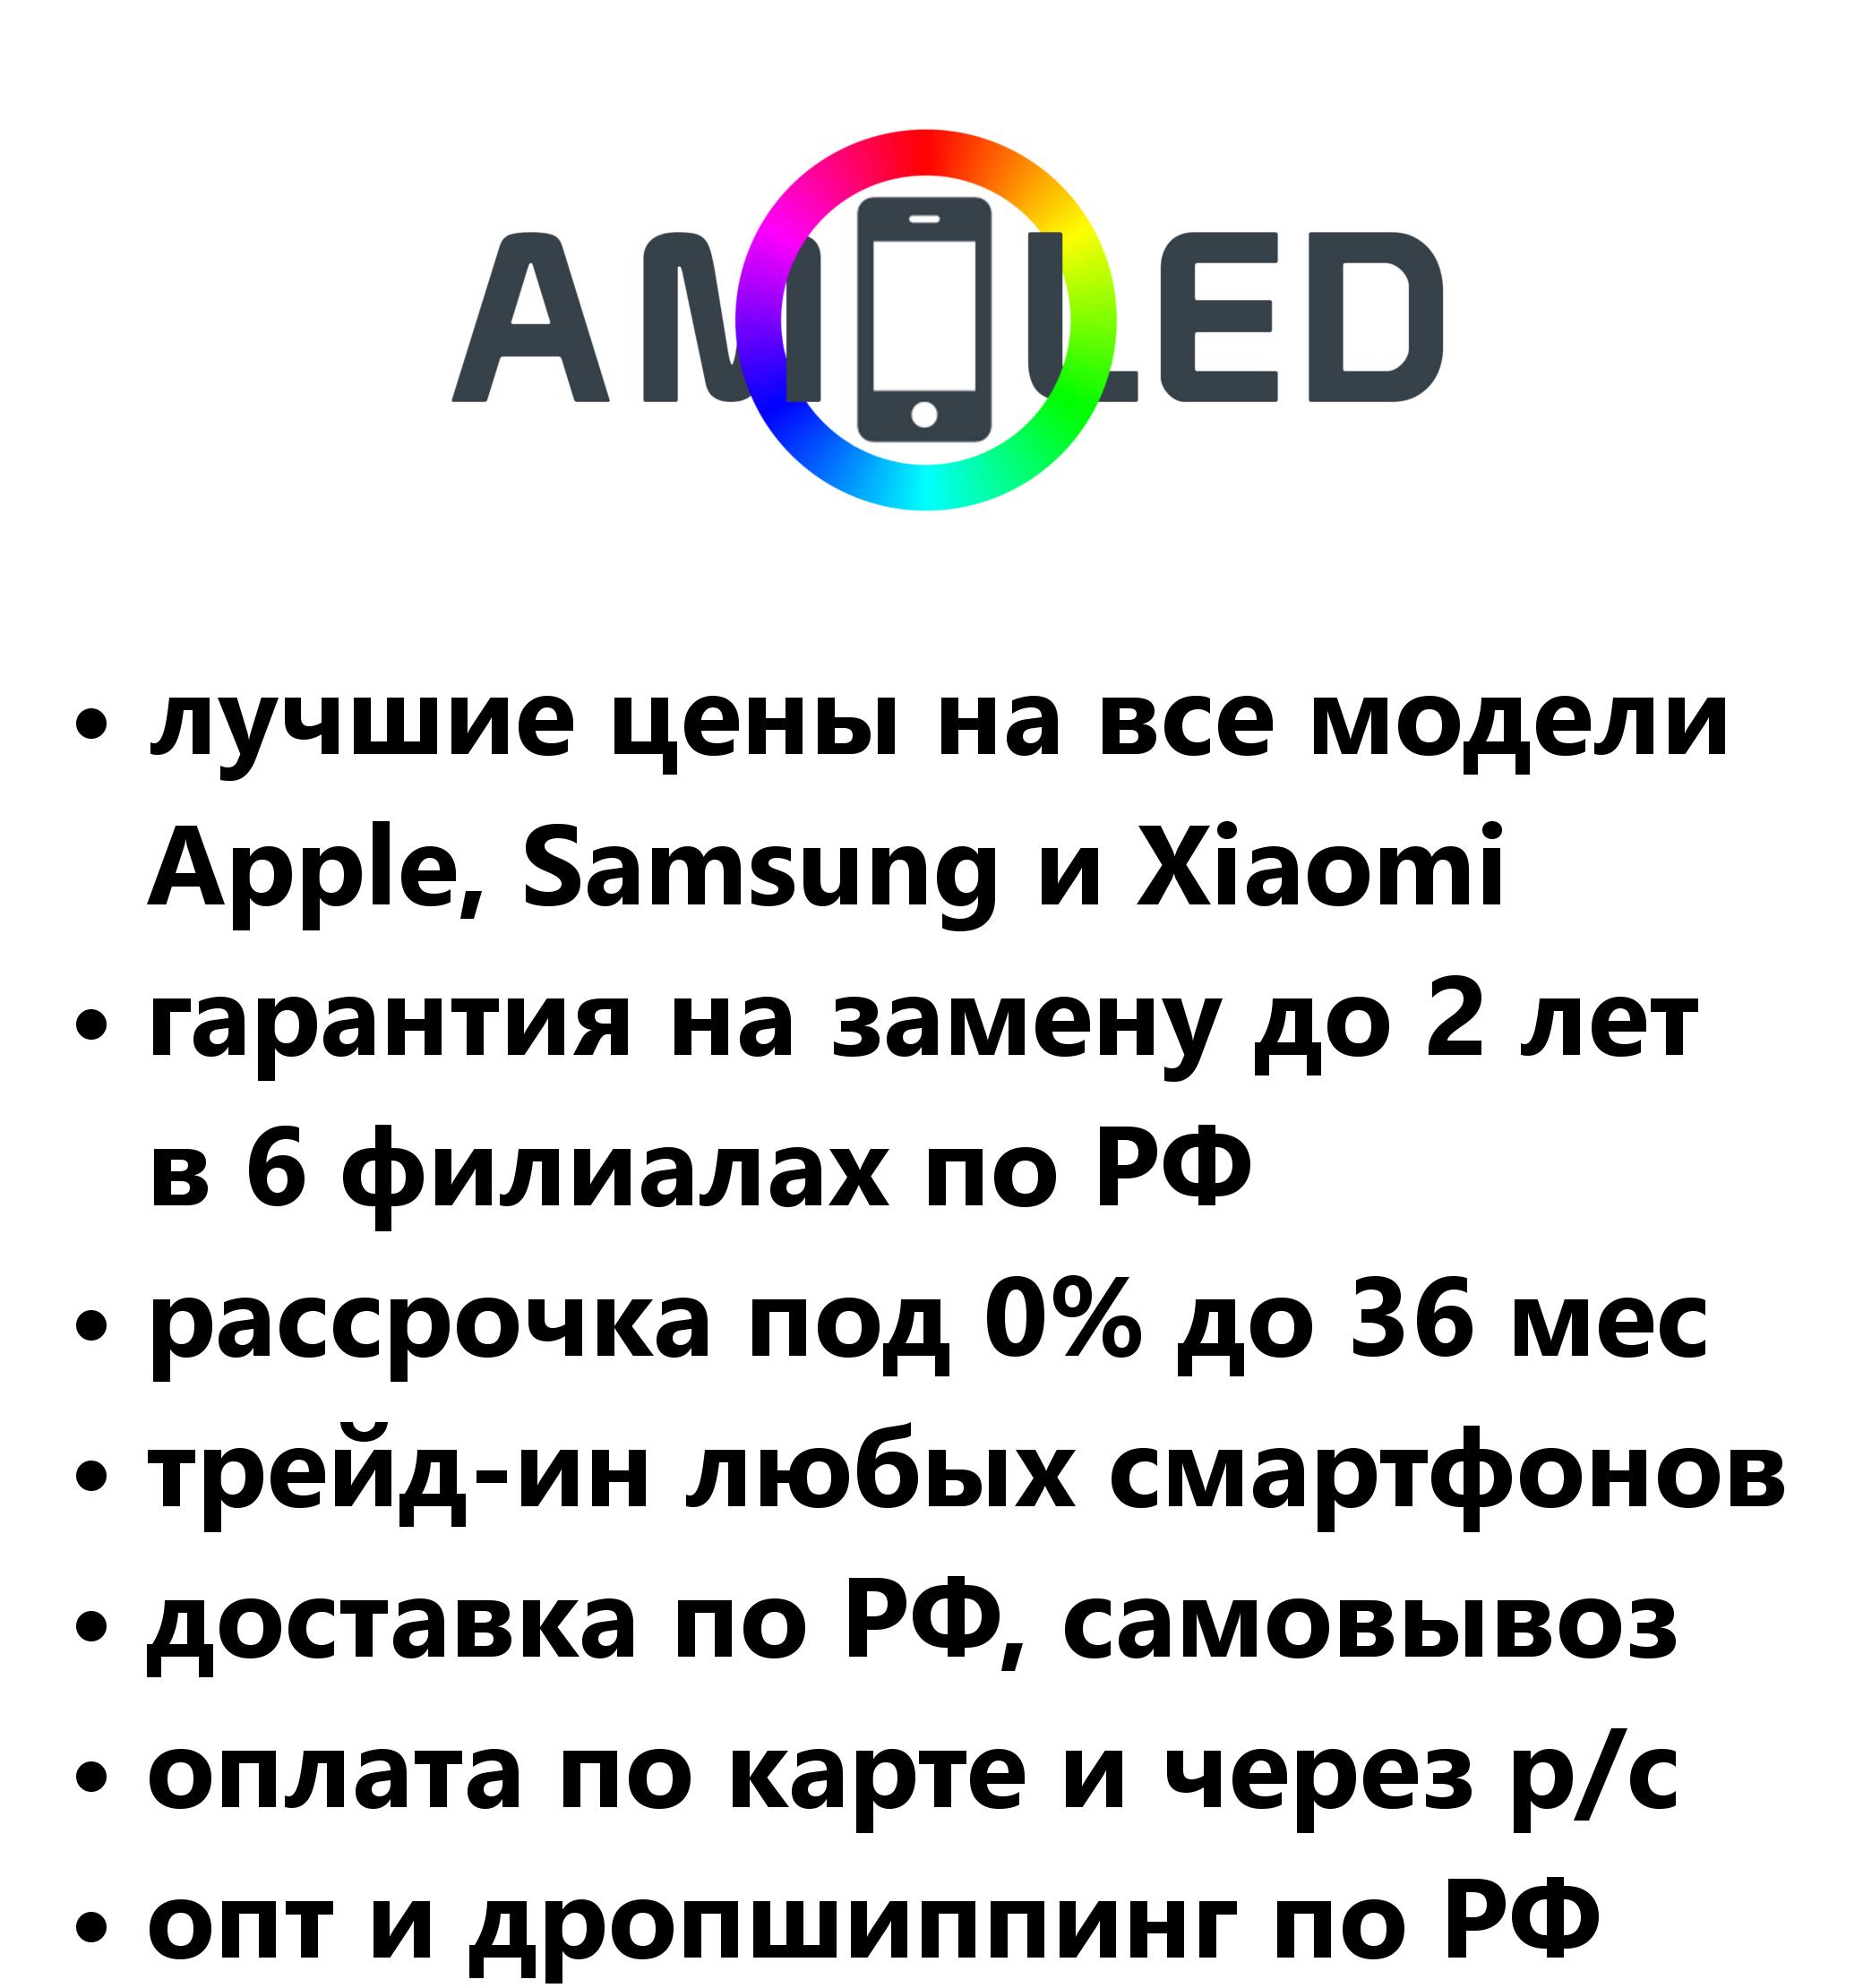 AMOLED
• лучшие цены на все модели
Apple, Samsung и Xiaomi
• гарантия на замену до 2 лет
в 6 филиалах по РФ
• рассрочка под 0% до 36 мес
• трейд-ин любых смартфонов
• доставка по РФ, самовывоз
• оплата по карте и через р/с
• опт и дропшиппинг по РФ